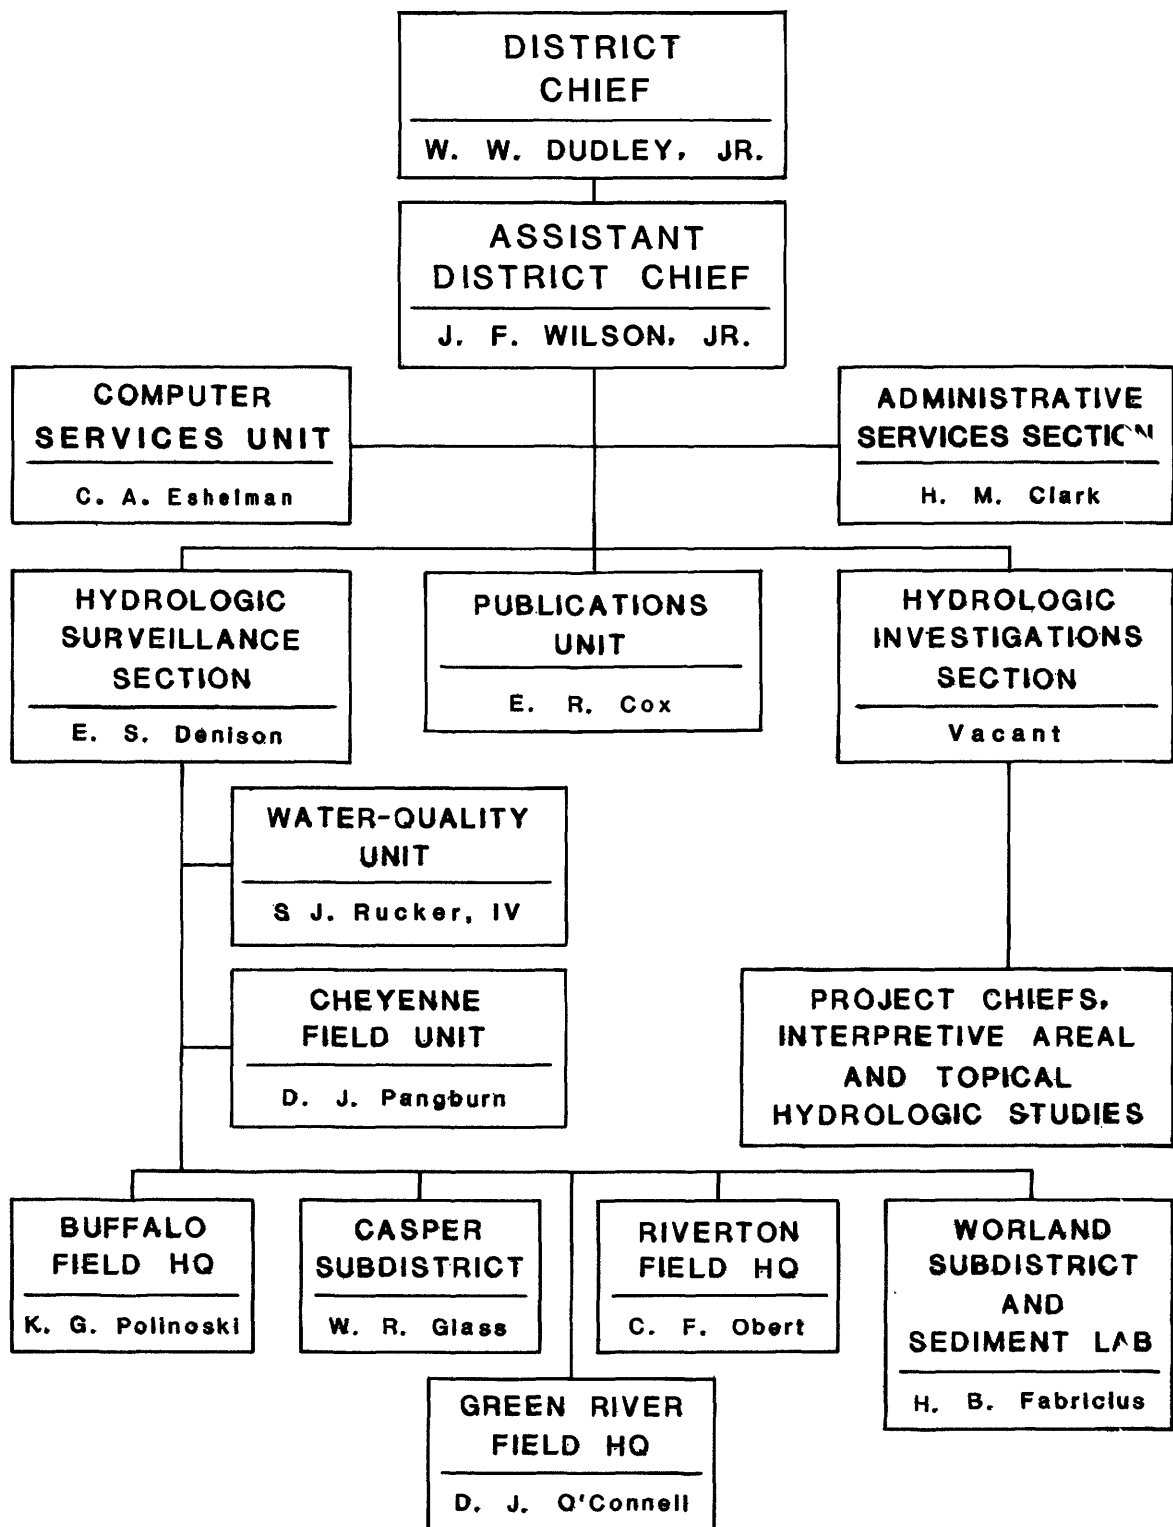 DISTRICT
CHIEF
W. W. DUDLEY, JR.
ASSISTANT
DISTRICT CHIEF
J. F. WILSON, JR.
COMPUTER
SERVICES UNIT
C. A. Eshelman
ADMINISTRATIVE
SERVICES SECTION
H. M. Clark
HYDROLOGIC
SURVEILLANCE
SECTION
E. S. Denison
PUBLICATIONS
UNIT
E. R. Cox
HYDROLOGIC
INVESTIGATIONS
SECTION
Vacant
WATER-QUALITY
UNIT
S J. Rucker, IV
CHEYENNE
FIELD UNIT
D. J. Pangburn
PROJECT CHIEFS,
INTERPRETIVE AREAL
AND TOPICAL
HYDROLOGIC STUDIES
BUFFALO
FIELD HQ
K. G. Polinoski
CASPER
SUBDISTRICT
W. R. Glass
RIVERTON
FIELD HQ
C. F. Obert
WORLAND
SUBDISTRICT
AND
SEDIMENT LAB
H. B. Fabricius
GREEN RIVER
FIELD HQ
D. J. O'Connell